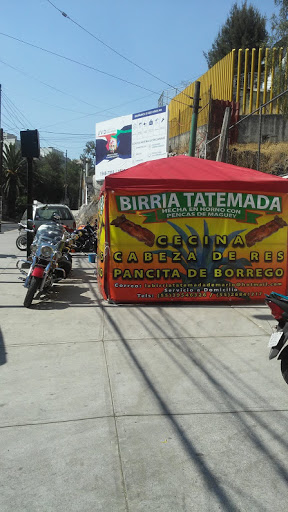 BIRRIA TATEMADA
HECHA EN HORNO CON
PENCAS DE MAGUEY
CECINA
CABEZA DE RES
PANCITA DE BORREGO
Servicio a Domicilio